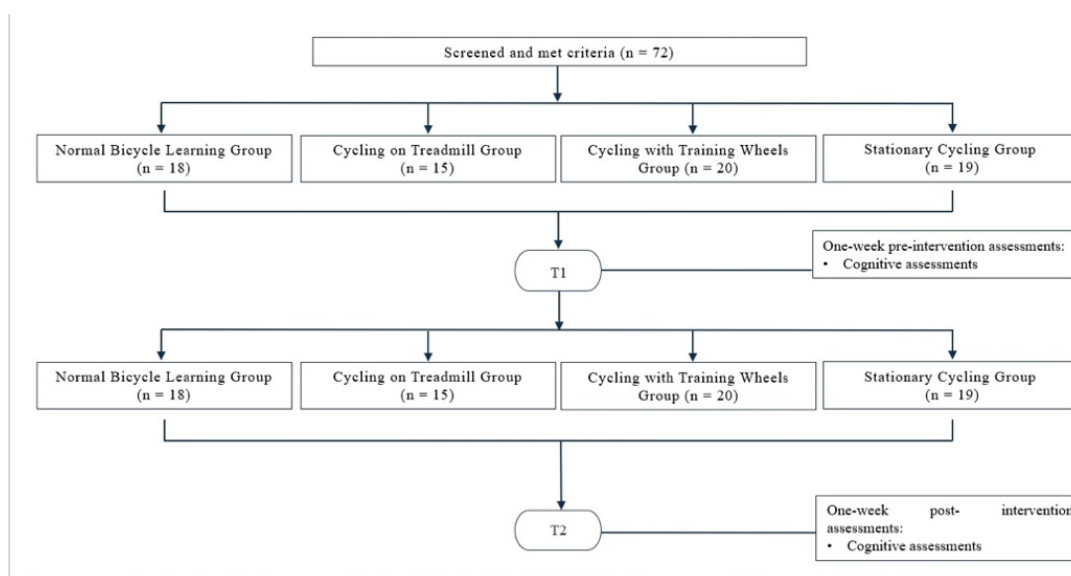 Screened and met criteria (n = 72)
Normal Bicycle Learning Group
(n = 18)
Cycling on Treadmill Group
(n = 15)
Cycling with Training Wheels
Group (n = 20)
Stationary Cycling Group
(n = 19)
One-week pre-intervention assessments:
• Cognitive assessments
T1
Normal Bicycle Learning Group
(n = 18)
Cycling on Treadmill Group
(n = 15)
Cycling with Training Wheels
Group (n = 20)
Stationary Cycling Group
(n = 19)
One-week post- intervention
assessments:
• Cognitive assessments
T2